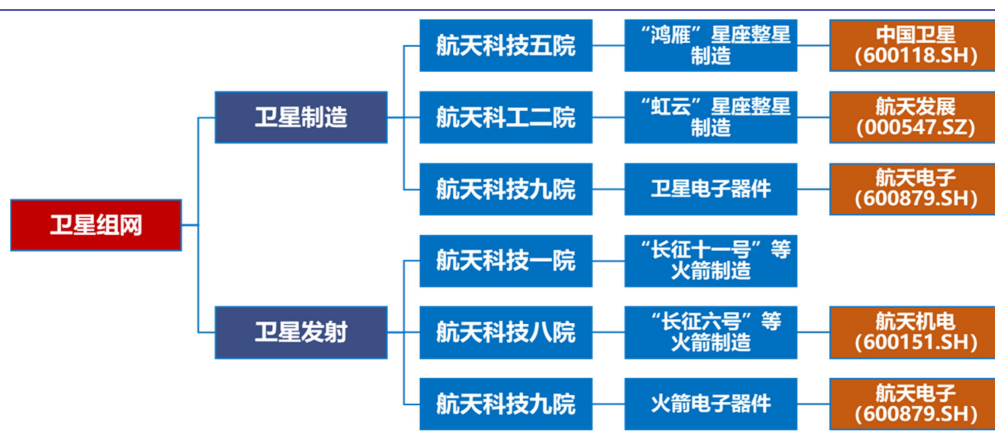 航天科技五院
“鸿雁”星座整星
制造
中国卫星
(600118.SH)
卫星制造
航天科工二院
“虹云”星座整星
制造
航天发展
(000547.SZ)
航天科技九院
卫星电子器件
航天电子
(600879.SH)
卫星组网
航天科技一院
“长征十一号”等
火箭制造
卫星发射
航天科技八院
“长征六号”等
火箭制造
航天机电
(600151.SH)
航天科技九院
火箭电子器件
航天电子
(600879.SH)